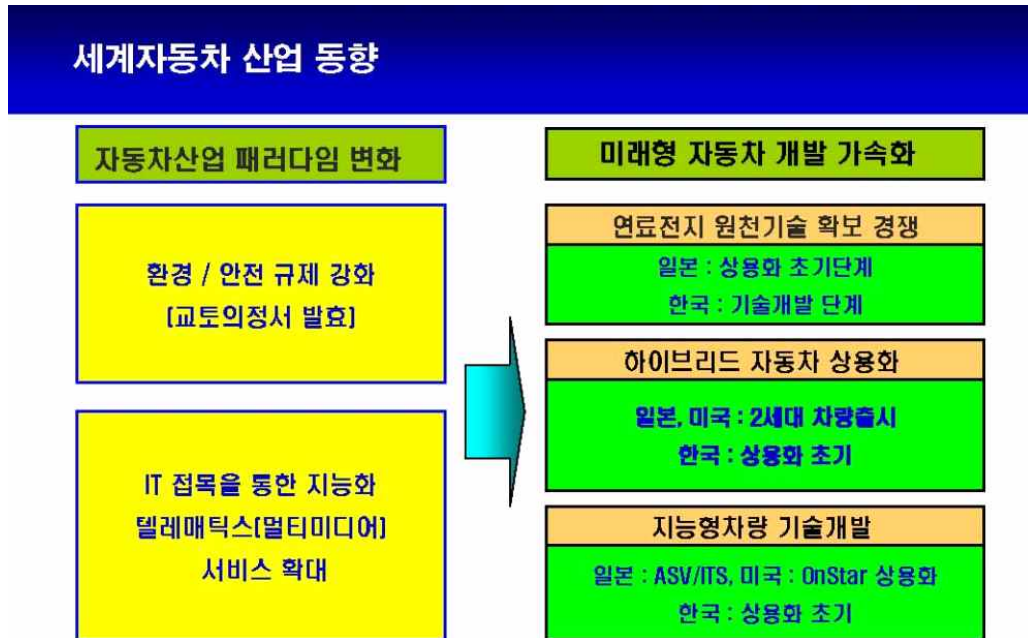 세계자동차 산업 동향
자동차산업 패러다임 변화
환경 / 안전 규제 강화
(교토의정서 발효)
IT 접목을 통한 지능화
텔레매틱스(멀티미디어)
서비스 확대
미래형 자동차 개발 가속화
연료전지 원천기술 확보 경쟁
일본 : 상용화 초기단계
한국 : 기술개발 단계
하이브리드 자동차 상용화
일본, 미국 : 2세대 차량출시
한국 : 상용화 초기
지능형차량 기술개발
일본 : ASV/ITS, 미국 : OnStar 상용화
한국 : 상용화 초기